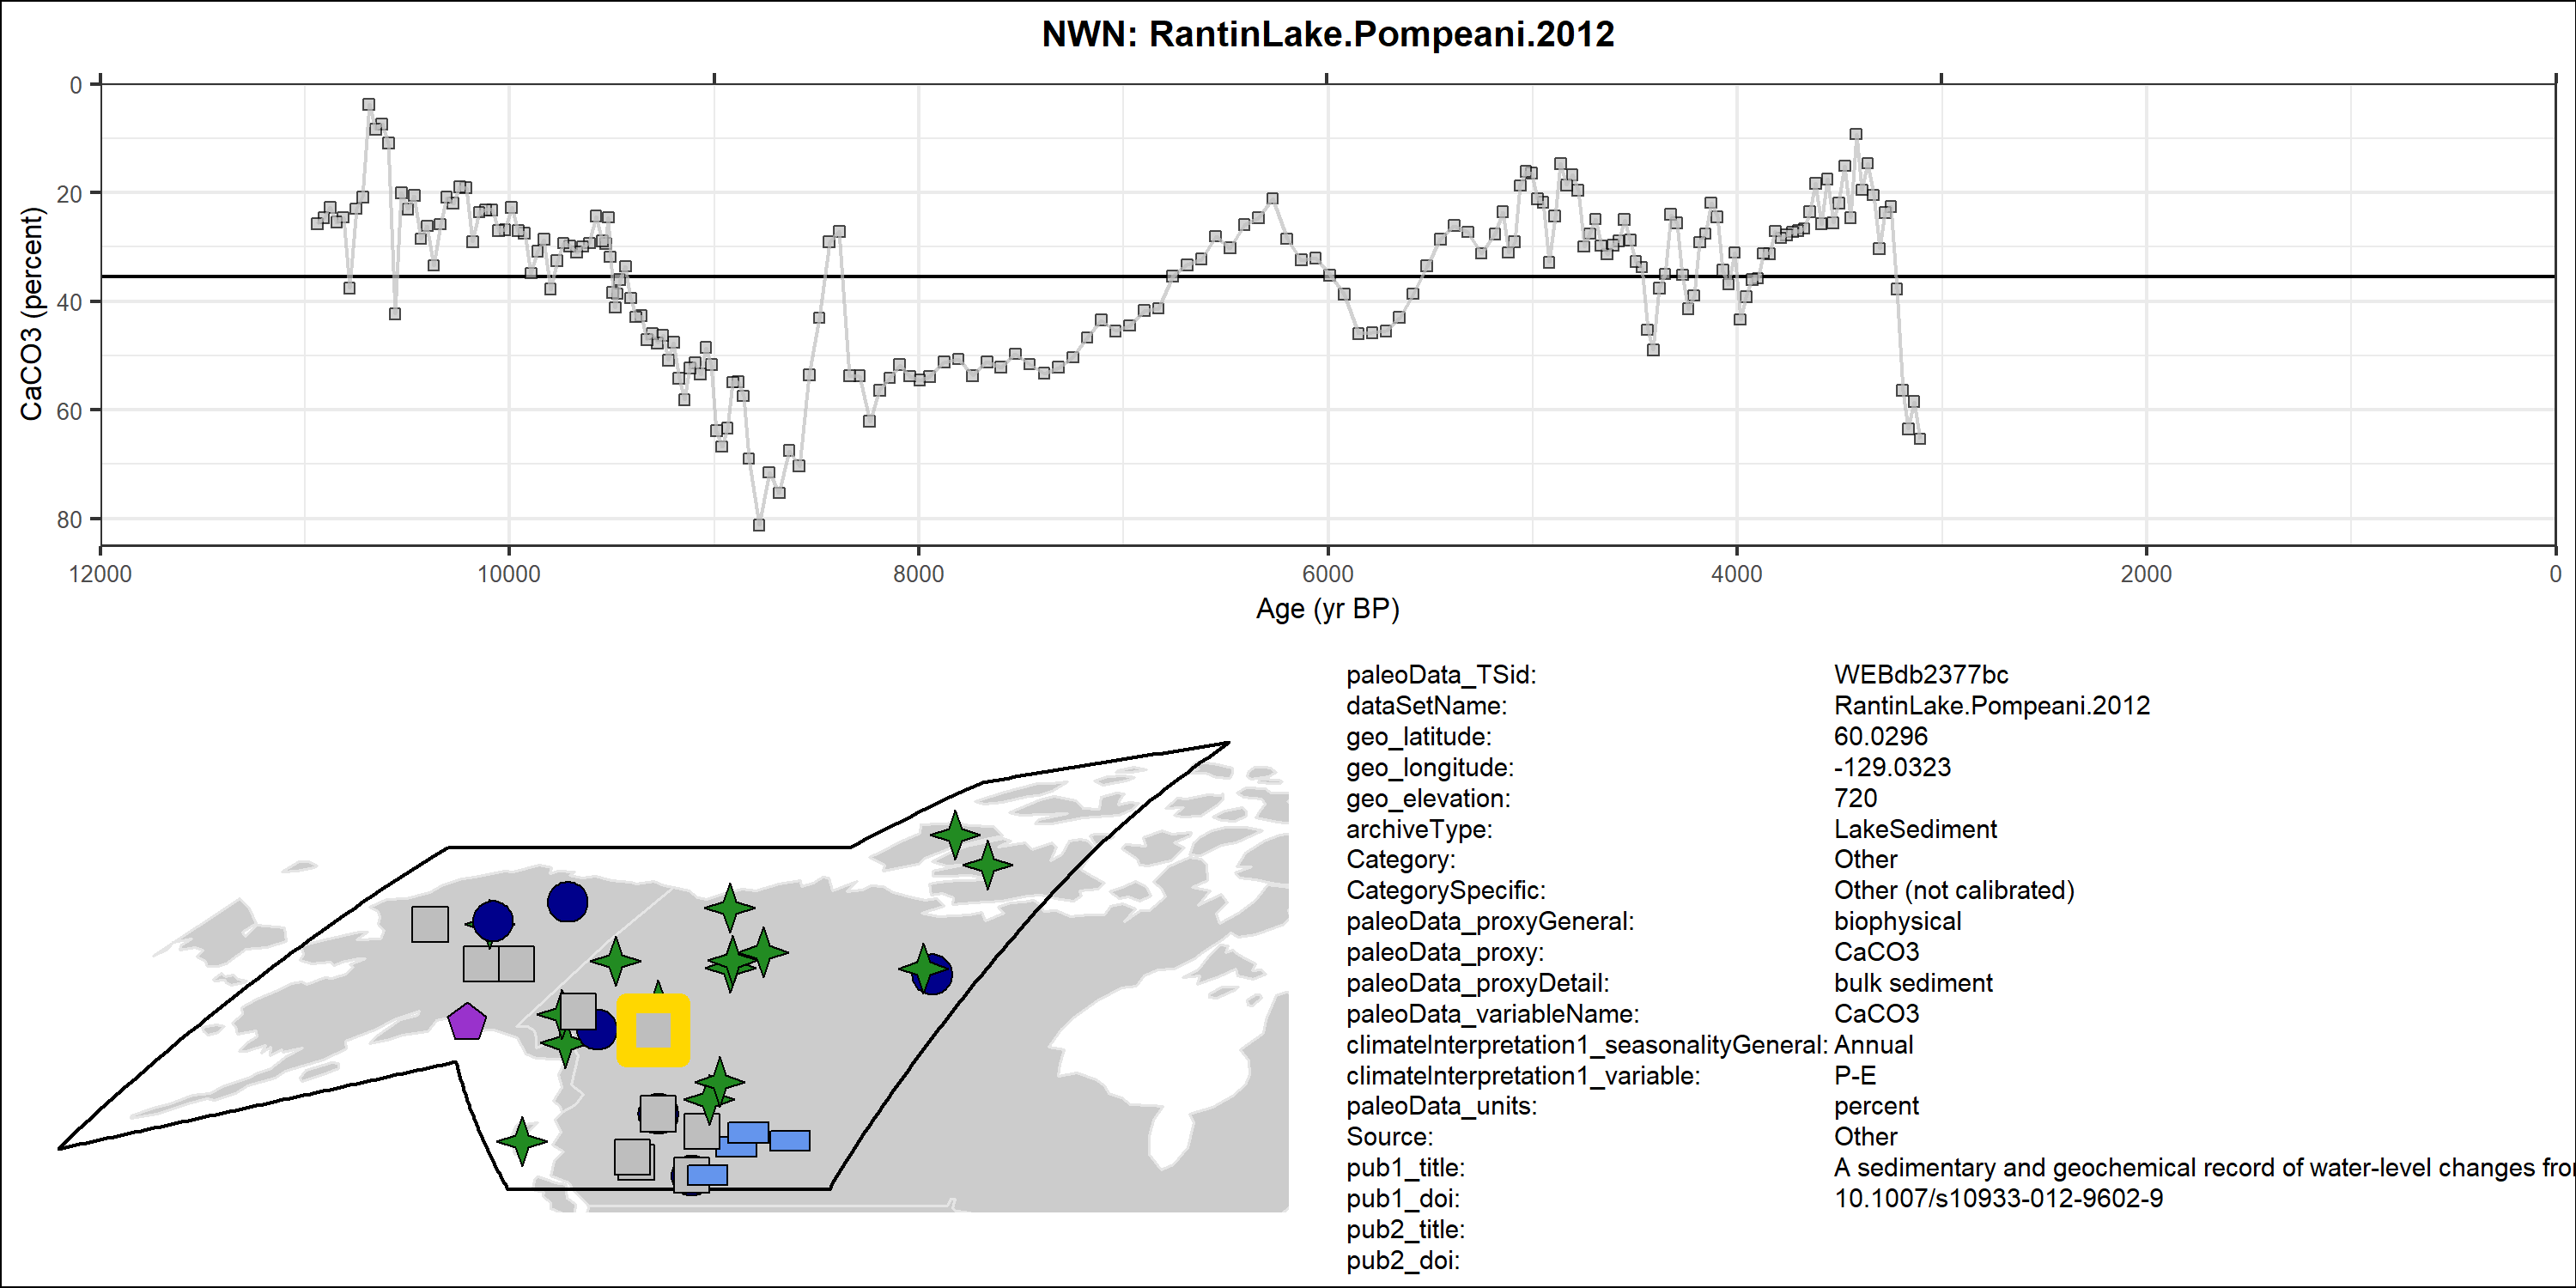 NWN: RantinLake.Pompeani.2012
0
20
40
60
80
CaCO3 (percent)
12000 10000 8000 6000 4000 2000 0
Age (yr BP)
paleoData_TSid: WEBdb2377bc
dataSetName: RantinLake.Pompeani.2012
geo_latitude: 60.0296
geo_longitude: -129.0323
geo_elevation: 720
archiveType: LakeSediment
Category: Other
CategorySpecific: Other (not calibrated)
paleoData_proxyGeneral: biophysical
paleoData_proxy: CaCO3
paleoData_proxyDetail: bulk sediment
paleoData_variableName: CaCO3
climateInterpretation1_seasonalityGeneral: Annual
climateInterpretation1_variable: P-E
paleoData_units: percent
Source: Other
pub1_title: A sedimentary and geochemical record of water-level changes fro
pub1_doi: 10.1007/s10933-012-9602-9
pub2_title:
pub2_doi: